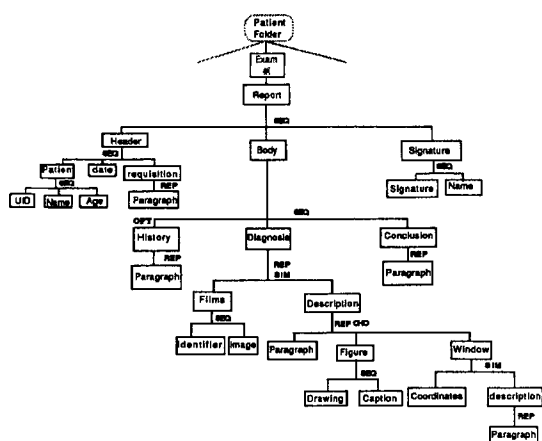 Patient
Folder
Exam
#i
Report
SEQ
Header
Body
Signature
SEQ
SEQ
Patien
date
requisition
Signature
Name
SEQ
REP
UID
Name
Age
Paragraph
OPT
SEQ
History
Diagnosis
Conclusion
REP
REP
REP
SIM
Paragraph
Paragraph
Films
Description
SEQ
REP CHO
Identifier
Image
Paragraph
Figure
Window
SEQ
SIM
Drawing
Caption
Coordinates
description
REP
Paragraph